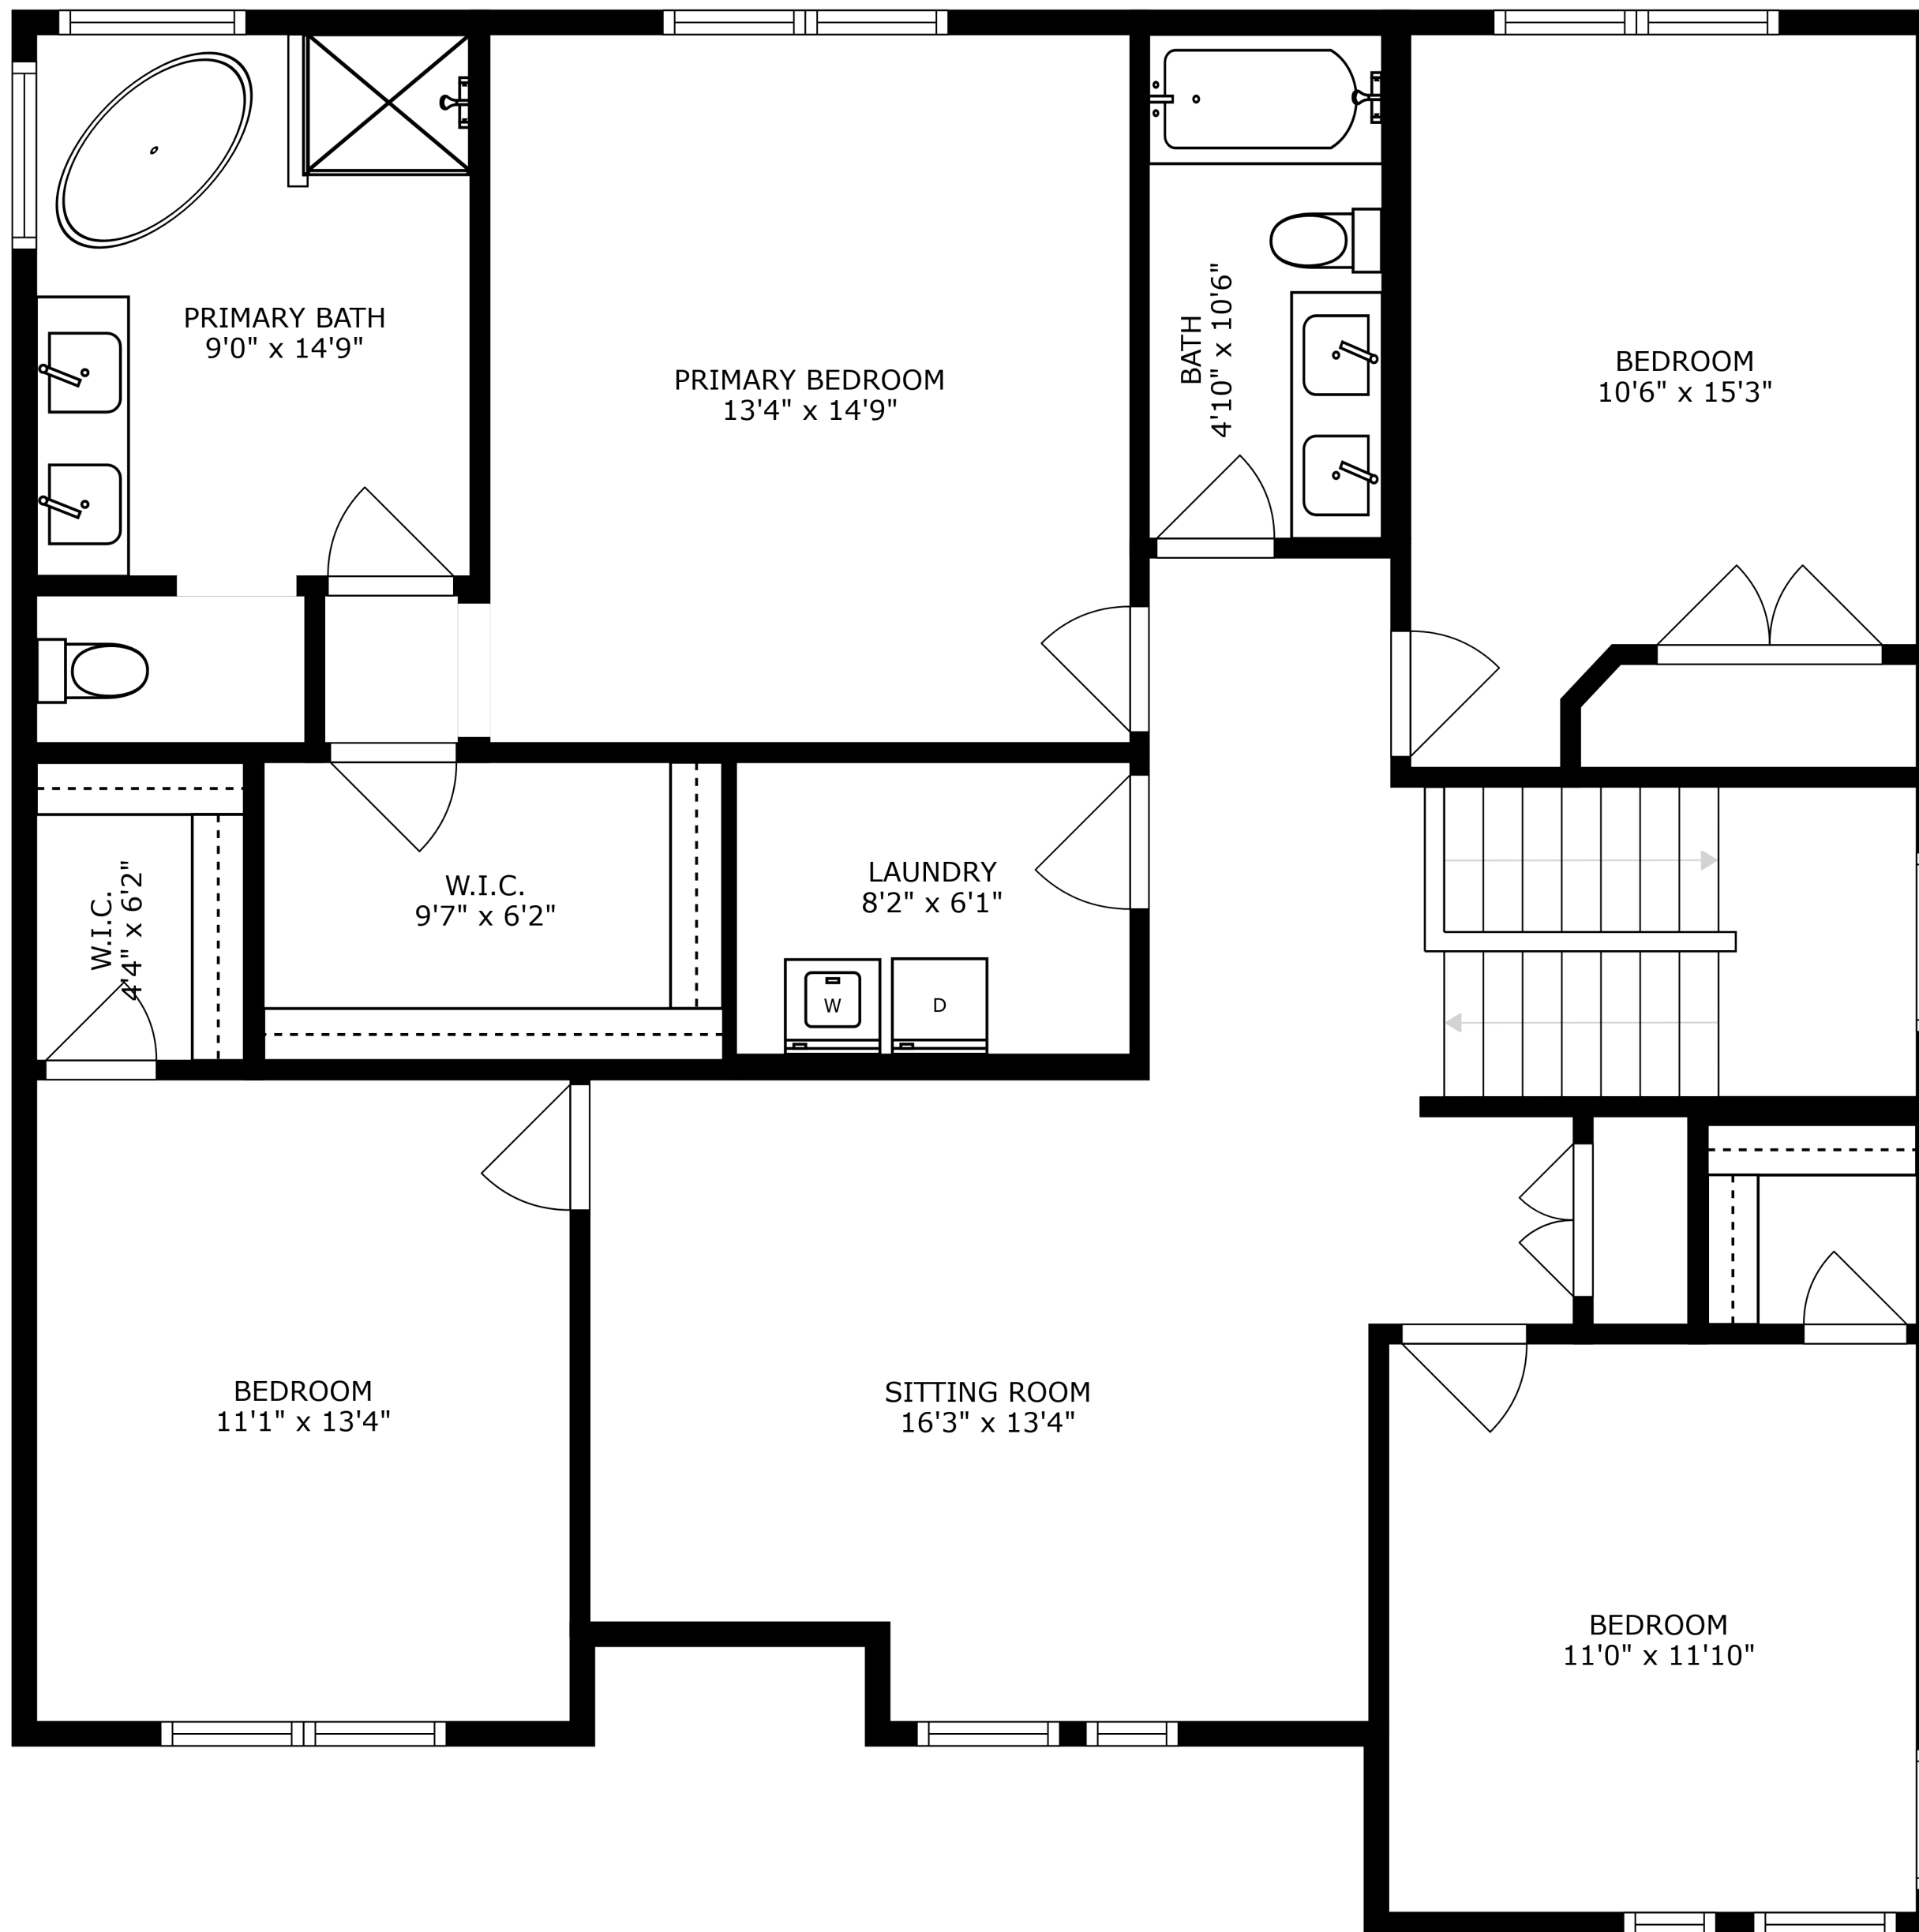 PRIMARY BATH
9'0" x 14'9"
PRIMARY BEDROOM
13'4" x 14'9"
BATH
4'10" x 10'6"
BEDROOM
10'6" x 15'3"
W.I.C.
4'4" x 6'2"
W.I.C.
9'7" x 6'2"
LAUNDRY
8'2" x 6'1"
W
D
BEDROOM
11'1" x 13'4"
SITTING ROOM
16'3" x 13'4"
BEDROOM
11'0" x 11'10"